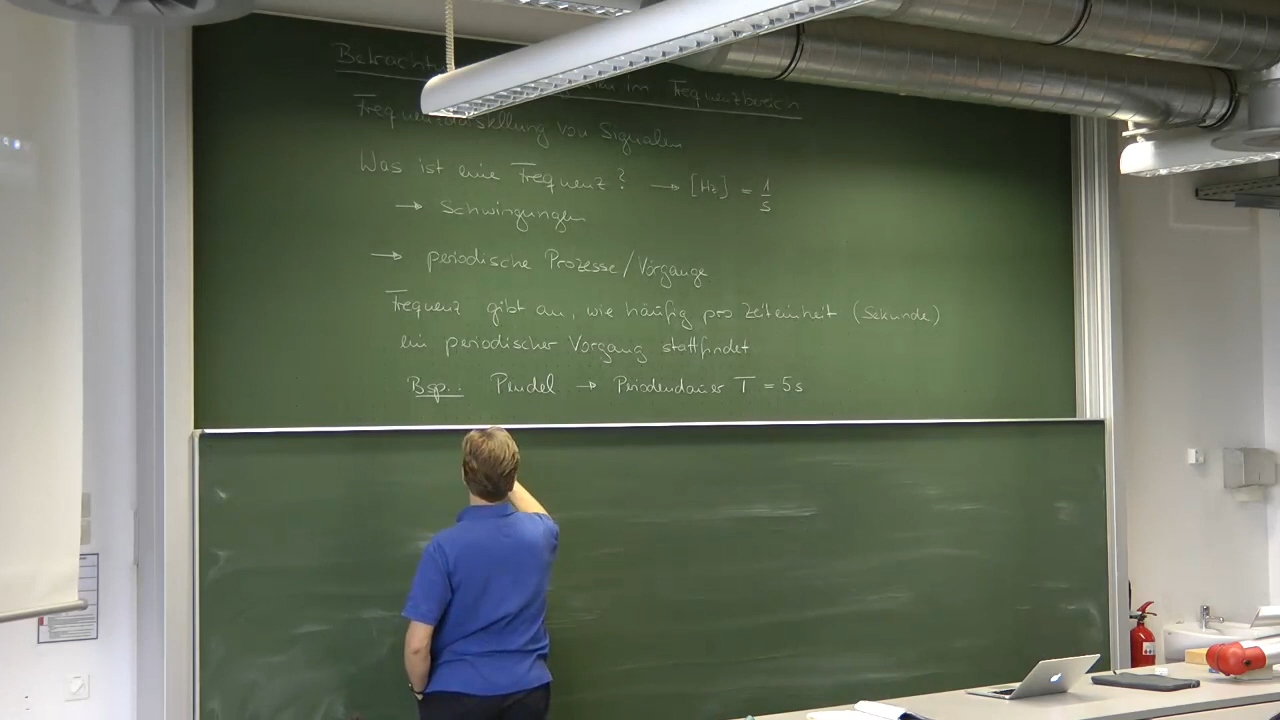 Betrachtu im Frequenzbereich
Frequenzdarstellung von Signalen
Was ist eine Frequenz? → [Hz] = 1/s
→ Schwingungen
→ periodische Prozesse/Vorgänge
Frequenz gibt an, wie häufig pro Zeiteinheit (Sekunde)
ein periodischer Vorgang stattfindet
Bsp.: Pendel → Periodendauer T = 5s